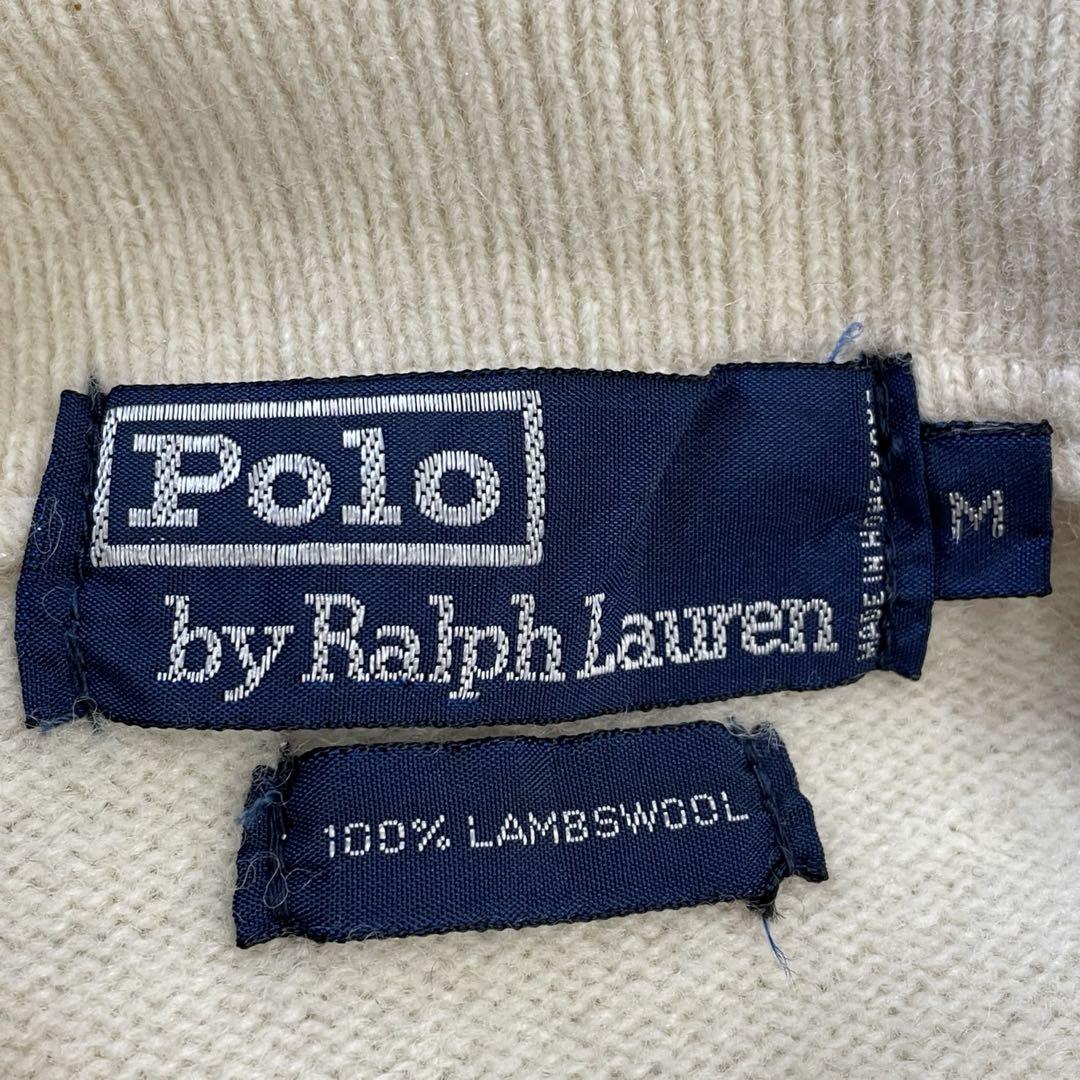 Polo
by Ralph Lauren
MADE IN HONG KONG
M
100% LAMBSWOOL